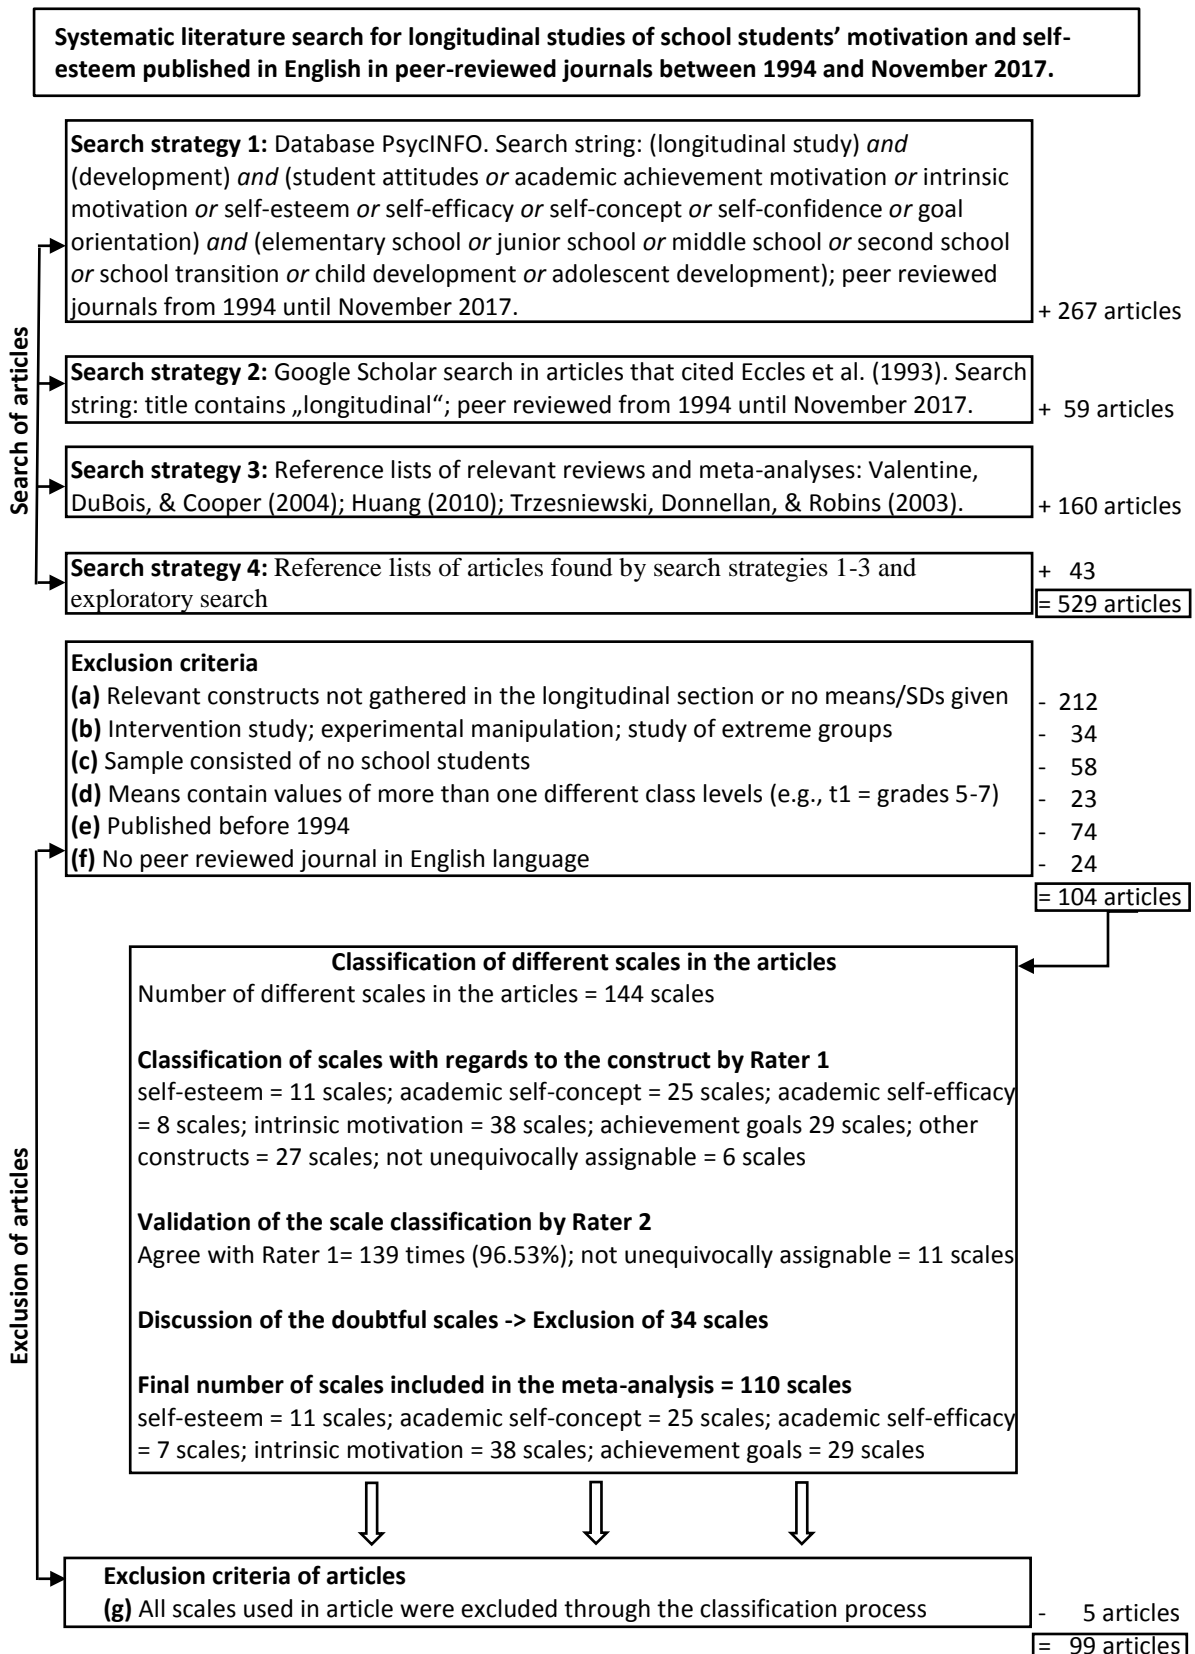 Systematic literature search for longitudinal studies of school students’ motivation and self-
esteem published in English in peer-reviewed journals between 1994 and November 2017.
Search of articles
Search strategy 1: Database PsycINFO. Search string: (longitudinal study) and
(development) and (student attitudes or academic achievement motivation or intrinsic
motivation or self-esteem or self-efficacy or self-concept or self-confidence or goal
orientation) and (elementary school or junior school or middle school or second school
or school transition or child development or adolescent development); peer reviewed
journals from 1994 until November 2017.
+ 267 articles
Search strategy 2: Google Scholar search in articles that cited Eccles et al. (1993). Search
string: title contains „longitudinal“; peer reviewed from 1994 until November 2017.
+ 59 articles
Search strategy 3: Reference lists of relevant reviews and meta-analyses: Valentine,
DuBois, & Cooper (2004); Huang (2010); Trzesniewski, Donnellan, & Robins (2003).
+ 160 articles
Search strategy 4: Reference lists of articles found by search strategies 1-3 and
exploratory search
+ 43
= 529 articles
Exclusion of articles
Exclusion criteria
(a) Relevant constructs not gathered in the longitudinal section or no means/SDs given
- 212
(b) Intervention study; experimental manipulation; study of extreme groups
- 34
(c) Sample consisted of no school students
- 58
(d) Means contain values of more than one different class levels (e.g., t1 = grades 5-7)
- 23
(e) Published before 1994
- 74
(f) No peer reviewed journal in English language
- 24
= 104 articles
Classification of different scales in the articles
Number of different scales in the articles = 144 scales
Classification of scales with regards to the construct by Rater 1
self-esteem = 11 scales; academic self-concept = 25 scales; academic self-efficacy
= 8 scales; intrinsic motivation = 38 scales; achievement goals 29 scales; other
constructs = 27 scales; not unequivocally assignable = 6 scales
Validation of the scale classification by Rater 2
Agree with Rater 1= 139 times (96.53%); not unequivocally assignable = 11 scales
Discussion of the doubtful scales -> Exclusion of 34 scales
Final number of scales included in the meta-analysis = 110 scales
self-esteem = 11 scales; academic self-concept = 25 scales; academic self-efficacy
= 7 scales; intrinsic motivation = 38 scales; achievement goals = 29 scales
Exclusion criteria of articles
(g) All scales used in article were excluded through the classification process
- 5 articles
= 99 articles